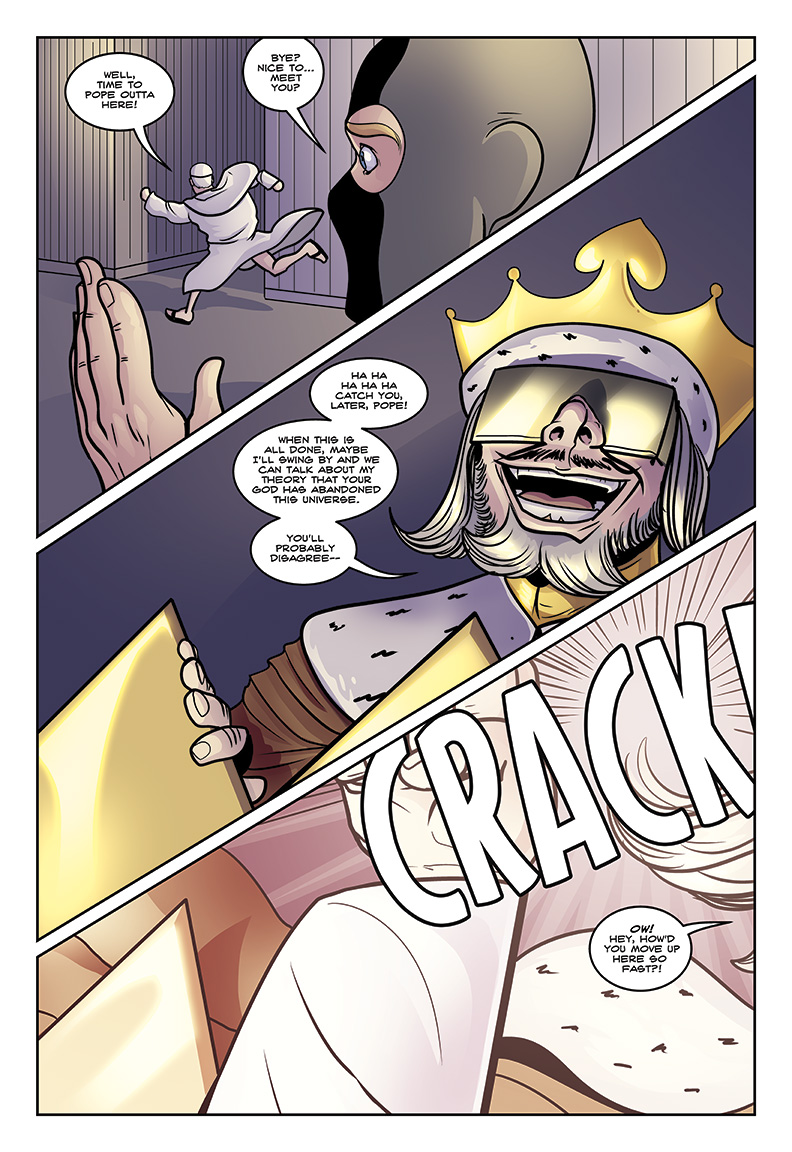 WELL,
TIME TO
POPE OUTTA
HERE!
BYE?
NICE TO...
MEET
YOU?
HA HA
HA HA HA
CATCH YOU,
LATER, POPE!
WHEN THIS IS
ALL DONE, MAYBE
I'LL SWING BY AND WE
CAN TALK ABOUT MY
THEORY THAT YOUR
GOD HAS ABANDONED
THIS UNIVERSE.
YOU'LL
PROBABLY
DISAGREE--
CRACK!
OW!
HEY, HOW'D
YOU MOVE UP
HERE SO
FAST?!